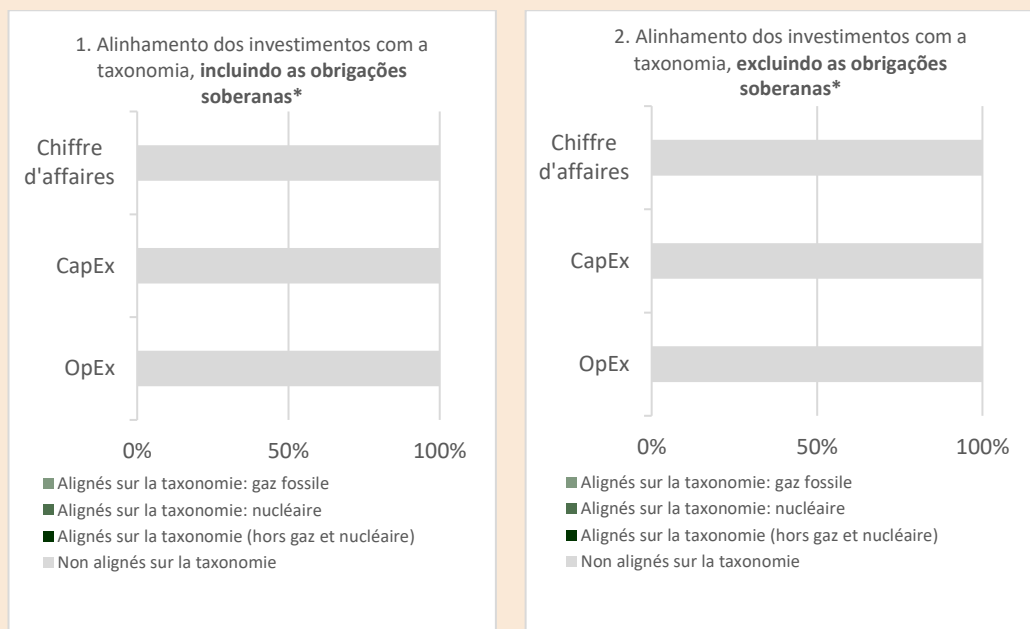 1. Alinhamento dos investimentos com a
taxonomia, incluindo as obrigações
soberanas*
Chiffre
d'affaires
CapEx
OpEx
0% 50% 100%
Alignés sur la taxonomie: gaz fossile
Alignés sur la taxonomie: nucléaire
Alignés sur la taxonomie (hors gaz et nucléaire)
Non alignés sur la taxonomie
2. Alinhamento dos investimentos com a
taxonomia, excluindo as obrigações
soberanas*
Chiffre
d'affaires
CapEx
OpEx
0% 50% 100%
Alignés sur la taxonomie: gaz fossile
Alignés sur la taxonomie: nucléaire
Alignés sur la taxonomie (hors gaz et nucléaire)
Non alignés sur la taxonomie